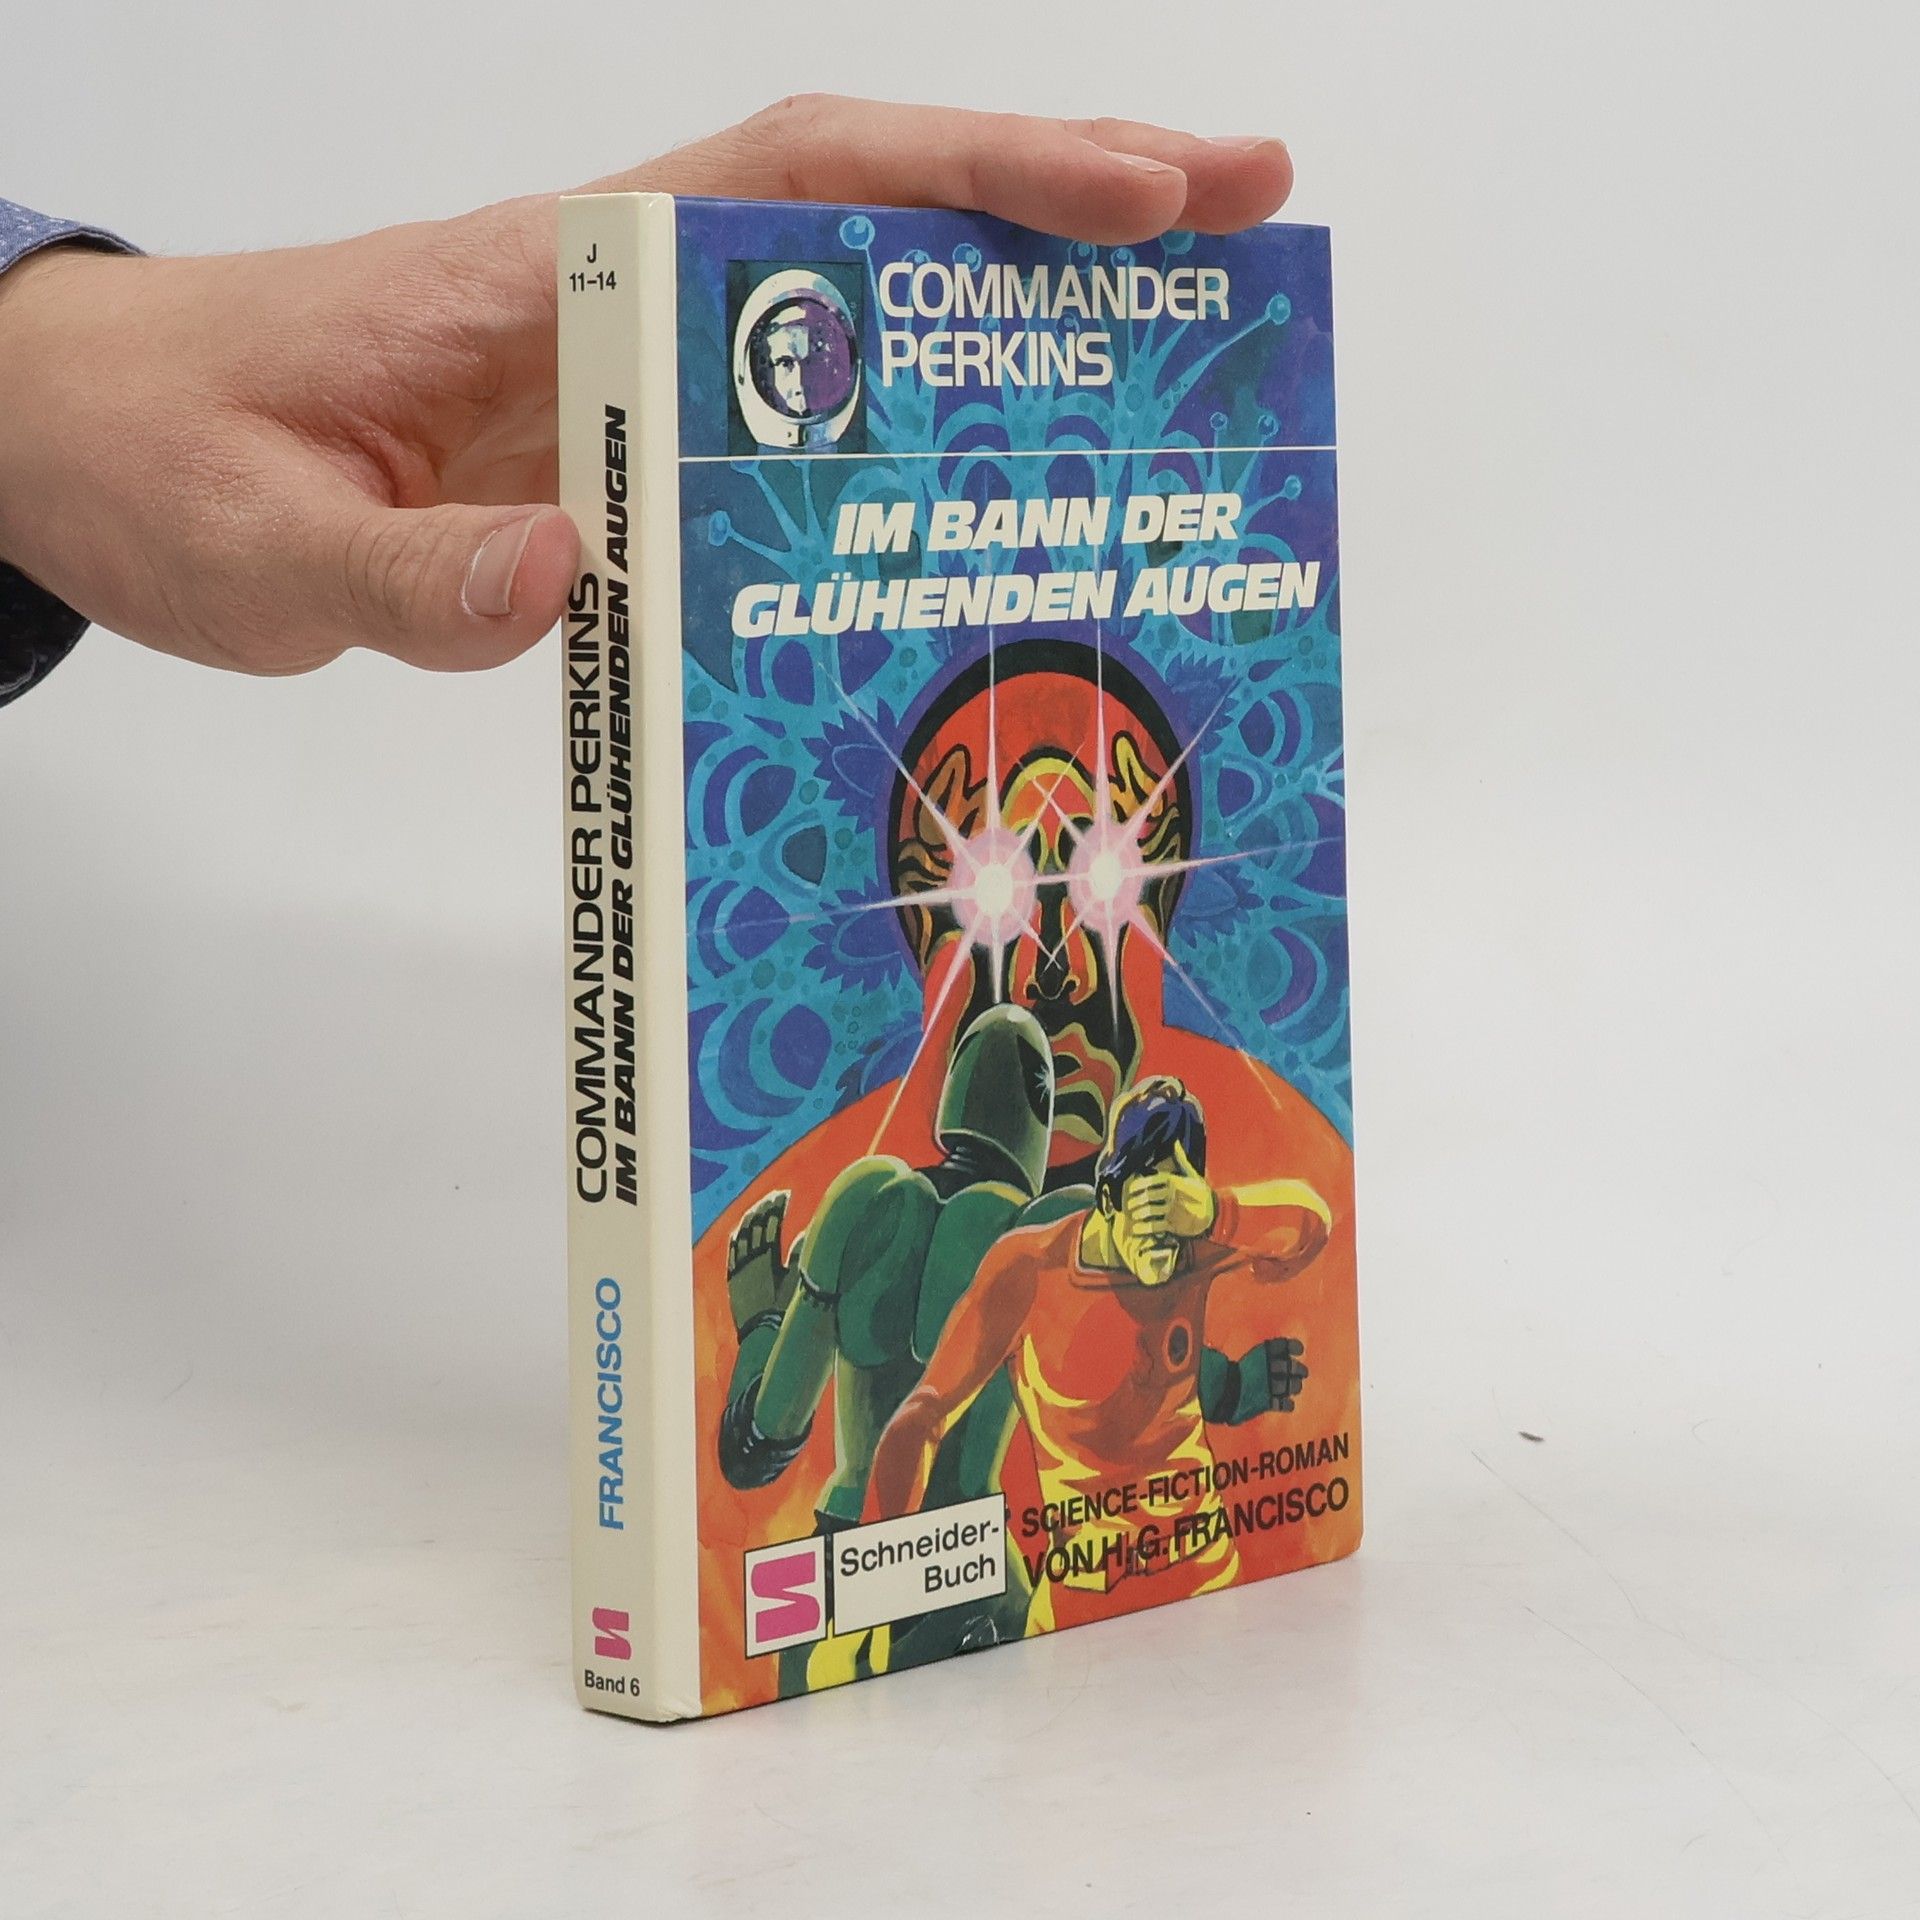 J
11–14
COMMANDER PERKINS
IM BANN DER GLÜHENDEN AUGEN
FRANCISCO
Band 6
COMMANDER
PERKINS
IM BANN DER
GLÜHENDEN AUGEN
SCIENCE-FICTION-ROMAN
VON H.G. FRANCISCO
Schneider-
Buch